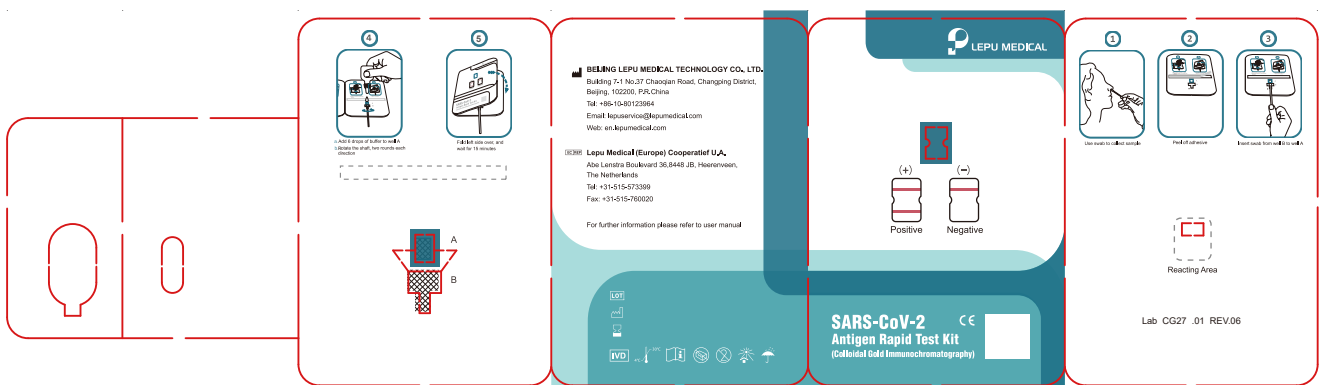 4
5
a.Add 6 drops of buffer to well A
b.Rotate the shaft, two rounds each
direction
Fold left side over, and
wait for 15 minutes
A
B
BEIJING LEPU MEDICAL TECHNOLOGY CO., LTD.
Building 7-1 No.37 Chaoqian Road, Changping District,
Beijing, 102200, P.R.China
Tel: +86-10-80123964
Email: lepuservice@lepumedical.com
Web: en.lepumedical.com
EC REP
Lepu Medical (Europe) Cooperatief U.A.
Abe Lenstra Boulevard 36,8448 JB, Heerenveen,
The Netherlands
Tel: +31-515-573399
Fax: +31-515-760020
For further information please refer to user manual
LOT
IVD
LEPU MEDICAL
(+)
(−)
Positive
Negative
SARS-CoV-2
CE
Antigen Rapid Test Kit
(Colloidal Gold Immunochromatography)
1
2
3
Use swab to collect sample
Peel off adhesive
Insert swab from well B to well A
Reacting Area
Lab CG27 .01 REV.06